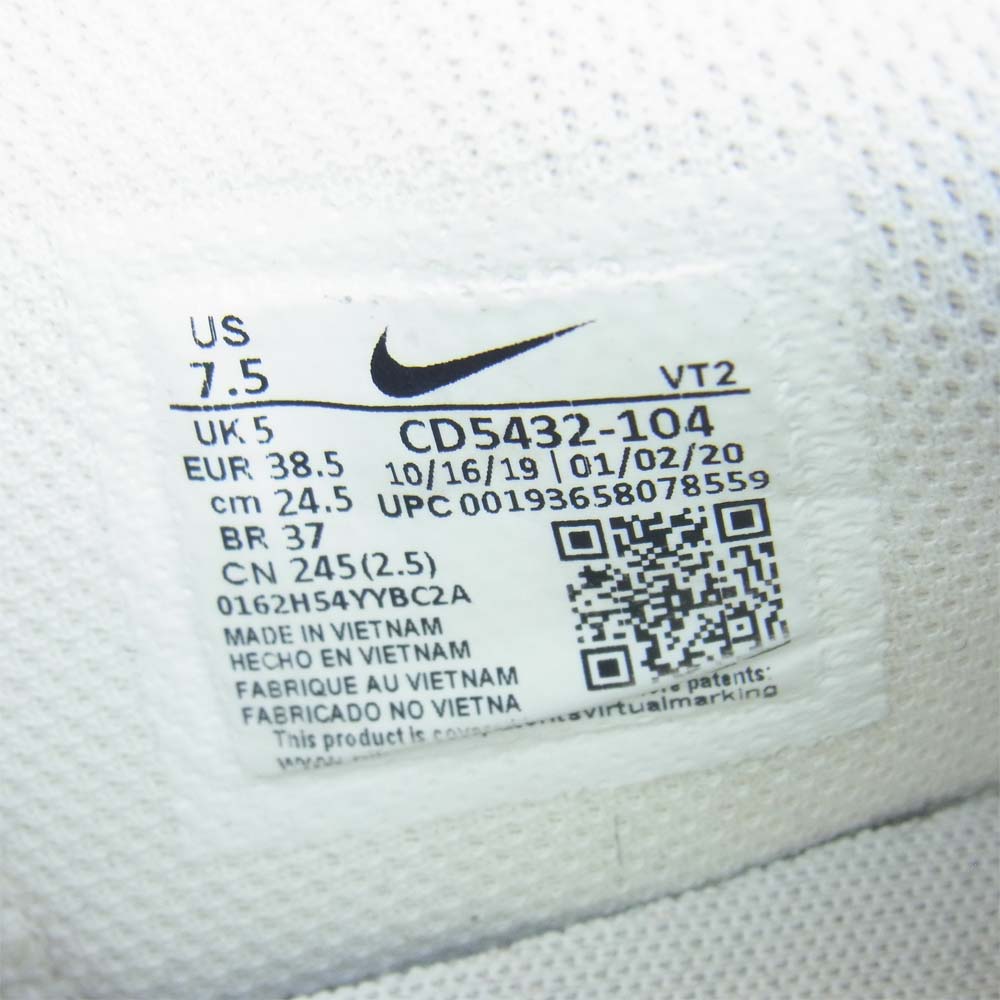 US
7.5
VT2
UK 5
CD5432-104
EUR 38.5
10/16/19 | 01/02/20
cm 24.5
UPC 00193658078559
BR 37
CN 245(2.5)
0162H54YYBC2A
MADE IN VIETNAM
HECHO EN VIETNAM
FABRIQUE AU VIETNAM
FABRICADO NO VIETNA
This product is patents: